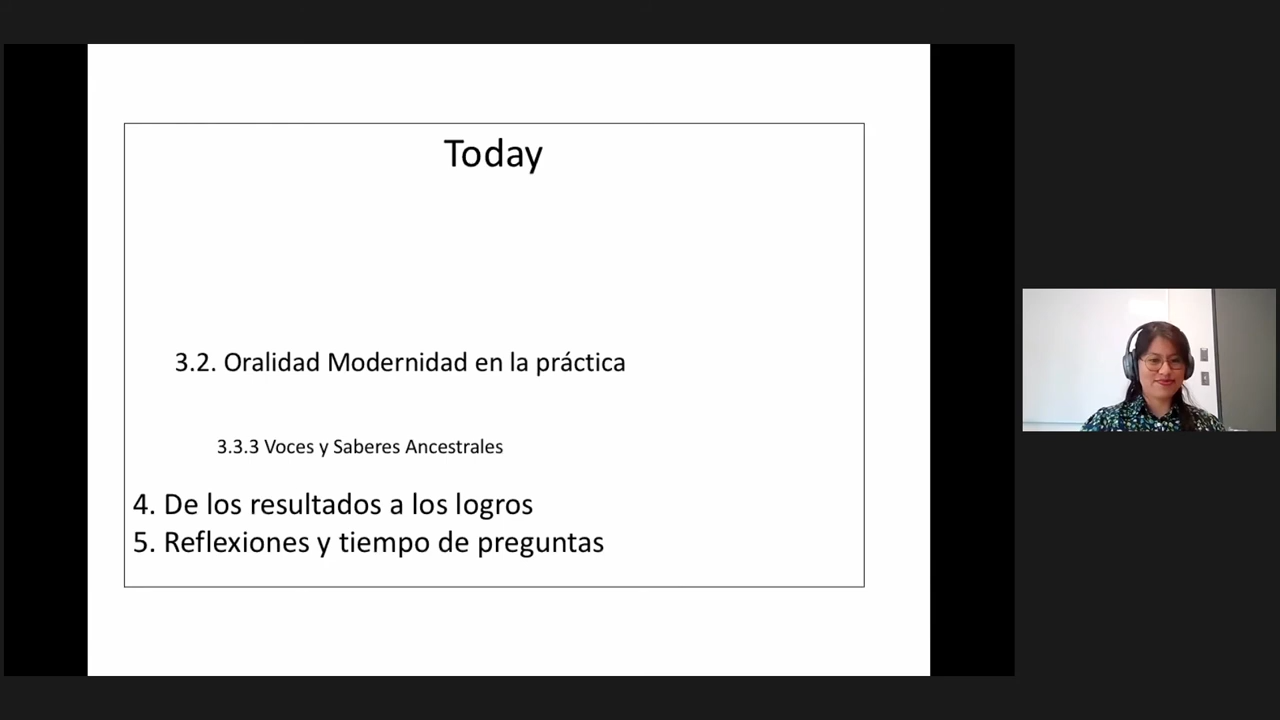 Today
3.2. Oralidad Modernidad en la práctica
3.3.3 Voces y Saberes Ancestrales
4. De los resultados a los logros
5. Reflexiones y tiempo de preguntas